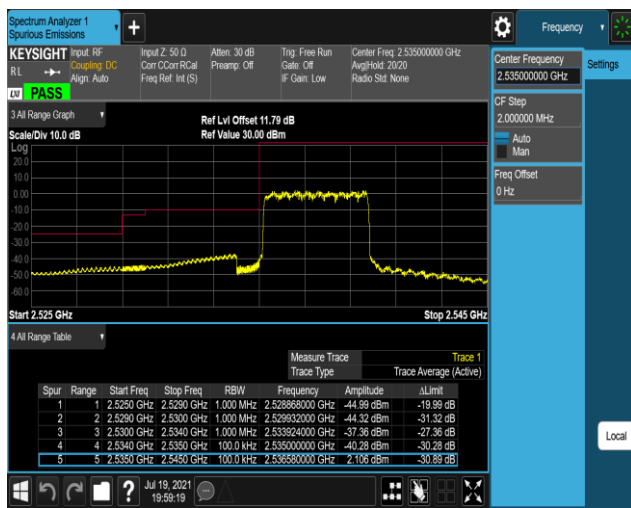 Spectrum Analyzer 1
Spurious Emissions
Frequency
KEYSIGHT
Input: RF
Coupling: DC
Align: Auto
Input Z: 50 Ω
Corr CCorr RCal
Freq Ref: Int (S)
Atten: 30 dB
Preamp: Off
Trig: Free Run
Gate: Off
IF Gain: Low
Center Freq: 2.535000000 GHz
Avg|Hold: 20/20
Radio Std: None
RL
LXI PASS
Center Frequency
2.535000000 GHz
Settings
CF Step
2.000000 MHz
Auto
Man
Freq Offset
0 Hz
Local
3 All Range Graph
Ref Lvl Offset 11.79 dB
Scale/Div 10.0 dB
Ref Value 30.00 dBm
Log
20.0
10.0
0.00
-10.0
-20.0
-30.0
-40.0
-50.0
-60.0
Start 2.525 GHz
Stop 2.545 GHz
4 All Range Table
Measure Trace Trace 1
Trace Type Trace Average (Active)
Spur Range Start Freq Stop Freq RBW Frequency Amplitude ΔLimit
1 1 2.5250 GHz 2.5290 GHz 1.000 MHz 2.528868000 GHz -44.99 dBm -19.99 dB
2 2 2.5290 GHz 2.5300 GHz 1.000 MHz 2.529932000 GHz -44.32 dBm -31.32 dB
3 3 2.5300 GHz 2.5340 GHz 1.000 MHz 2.533924000 GHz -37.36 dBm -27.36 dB
4 4 2.5340 GHz 2.5350 GHz 100.0 kHz 2.535000000 GHz -40.28 dBm -30.28 dB
5 5 2.5350 GHz 2.5450 GHz 100.0 kHz 2.536580000 GHz 2.106 dBm -30.89 dB
Jul 19, 2021
19:59:19